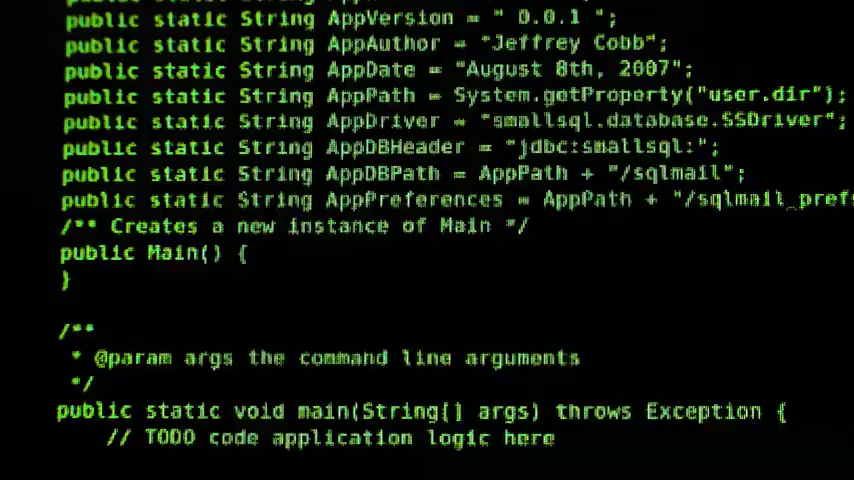 public static String AppVersion = " 0.0.1 ";
public static String AppAuthor = "Jeffrey Cobb";
public static String AppDate = "August 8th, 2007";
public static String AppPath = System.getProperty("user.dir");
public static String AppDriver = "smallsql.database.SSDriver";
public static String AppDBHeader = "jdbc:smallsql:";
public static String AppDBPath = AppPath + "/sqlmail";
public static String AppPreferences = AppPath + "/sqlmail_prefs
/** Creates a new instance of Main */
public Main() {
}
/**
* @param args the command line arguments
*/
public static void main(String[] args) throws Exception {
// TODO code application logic here